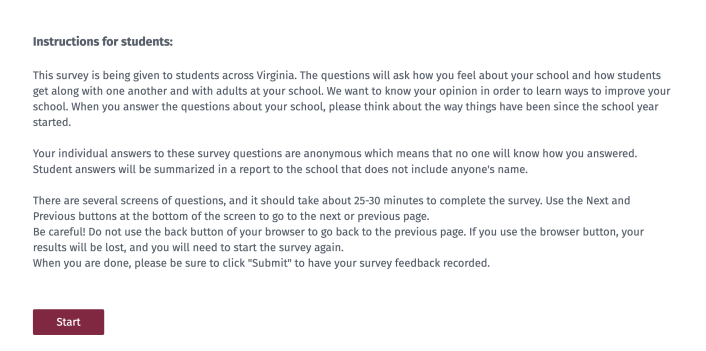 Instructions for students:
This survey is being given to students across Virginia. The questions will ask how you feel about your school and how students
get along with one another and with adults at your school. We want to know your opinion in order to learn ways to improve your
school. When you answer the questions about your school, please think about the way things have been since the school year
started.
Your individual answers to these survey questions are anonymous which means that no one will know how you answered.
Student answers will be summarized in a report to the school that does not include anyone's name.
There are several screens of questions, and it should take about 25-30 minutes to complete the survey. Use the Next and
Previous buttons at the bottom of the screen to go to the next or previous page.
Be careful! Do not use the back button of your browser to go back to the previous page. If you use the browser button, your
results will be lost, and you will need to start the survey again.
When you are done, please be sure to click "Submit" to have your survey feedback recorded.
Start